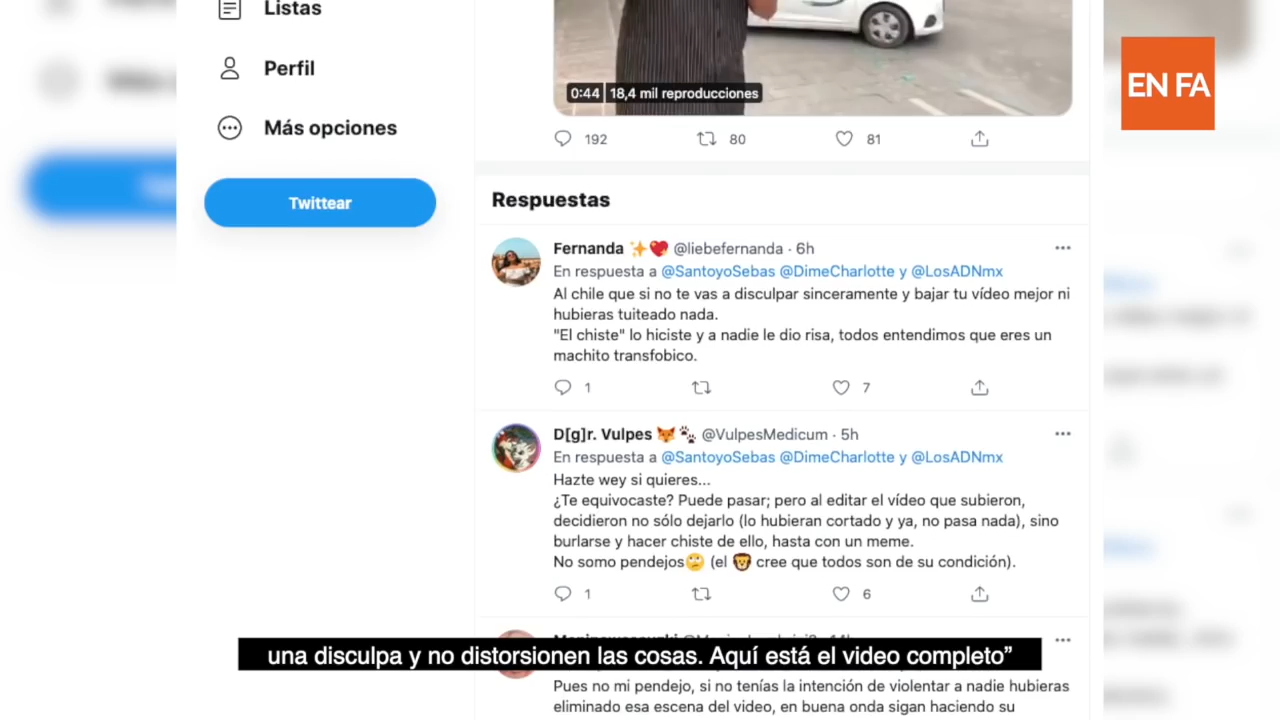 Listas
Perfil
Más opciones
Twittear
EN FA
0:44 18,4 mil reproducciones
192 80 81
Respuestas
Fernanda ✨💖 @liebefernanda · 6h
En respuesta a @SantoyoSebas @DimeCharlotte y @LosADNmx
Al chile que si no te vas a disculpar sinceramente y bajar tu vídeo mejor ni
hubieras tuiteado nada.
"El chiste" lo hiciste y a nadie le dio risa, todos entendimos que eres un
machito transfobico.
1 7
D[g]r. Vulpes 🦊🐾 @VulpesMedicum · 5h
En respuesta a @SantoyoSebas @DimeCharlotte y @LosADNmx
Hazte wey si quieres...
¿Te equivocaste? Puede pasar; pero al editar el vídeo que subieron,
decidieron no sólo dejarlo (lo hubieran cortado y ya, no pasa nada), sino
burlarse y hacer chiste de ello, hasta con un meme.
No somo pendejos🙄 (el 🦁 cree que todos son de su condición).
1 6
una disculpa y no distorsionen las cosas. Aquí está el video completo”
Pues no mi pendejo, si no tenías la intención de violentar a nadie hubieras
eliminado esa escena del video, en buena onda sigan haciendo su